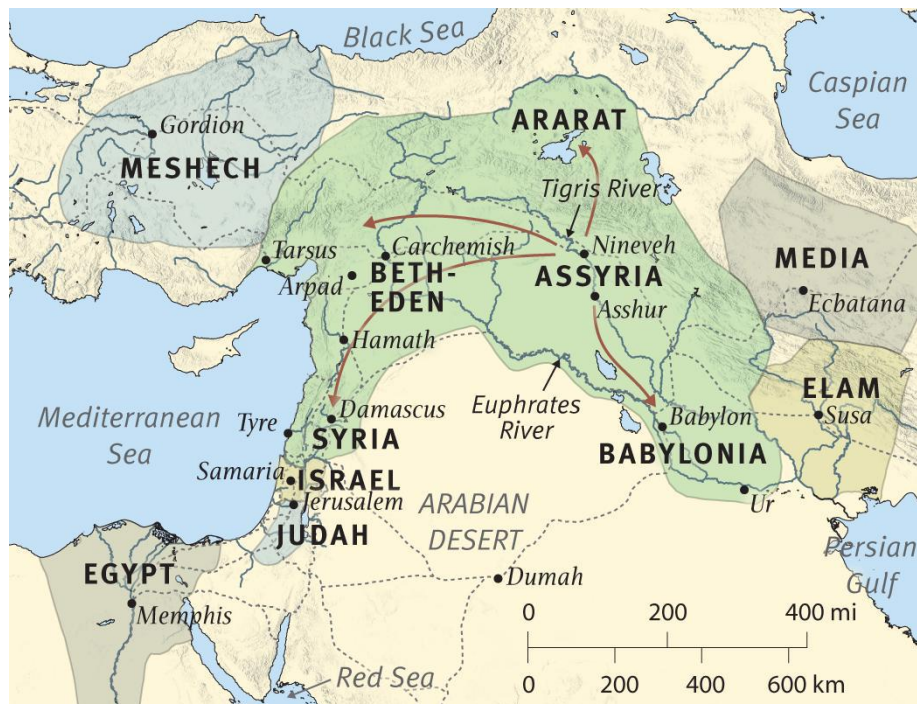 Black Sea
Caspian
Sea
Gordion
MESHECH
ARARAT
Tigris River
Tarsus
Carchemish
Nineveh
MEDIA
Arpad
BETH-
EDEN
ASSYRIA
Ecbatana
Asshur
Hamath
ELAM
Susa
Mediterranean
Sea
Tyre
Damascus
SYRIA
Euphrates
River
Babylon
BABYLONIA
Samaria
ISRAEL
Jerusalem
JUDAH
ARABIAN
DESERT
Ur
Persian
Gulf
EGYPT
Memphis
Dumah
Red Sea
0 200 400 mi
0 200 400 600 km